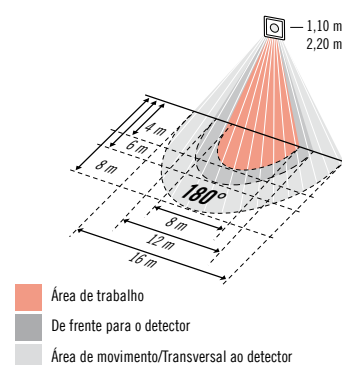 1,10 m
2,20 m
4 m
6 m
8 m
180°
8 m
12 m
16 m
Área de trabalho
De frente para o detector
Área de movimento/Transversal ao detector